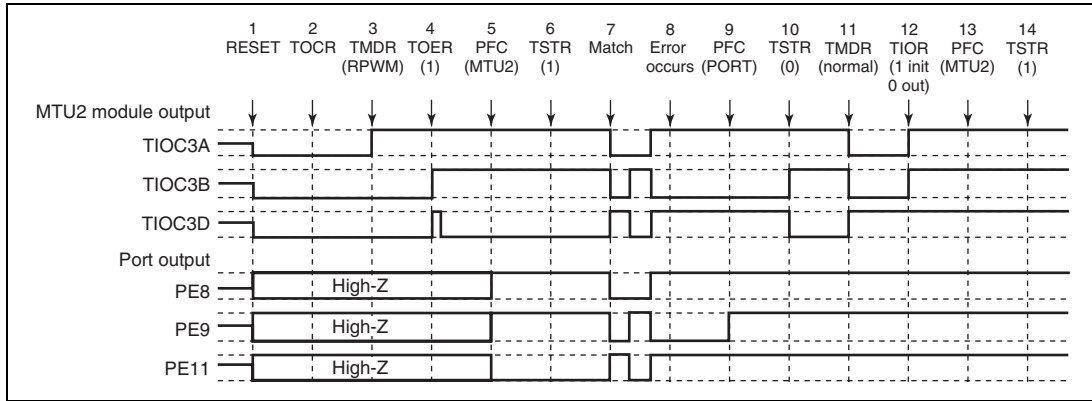 1 2 3 4 5 6 7 8 9 10 11 12 13 14
RESET TOCR TMDR TOER PFC TSTR Match Error PFC TSTR TMDR TIOR PFC TSTR
(RPWM) (1) (MTU2) (1) occurs (PORT) (0) (normal) (1 init (MTU2) (1)
0 out)
MTU2 module output
TIOC3A
TIOC3B
TIOC3D
Port output
PE8 High-Z
PE9 High-Z
PE11 High-Z